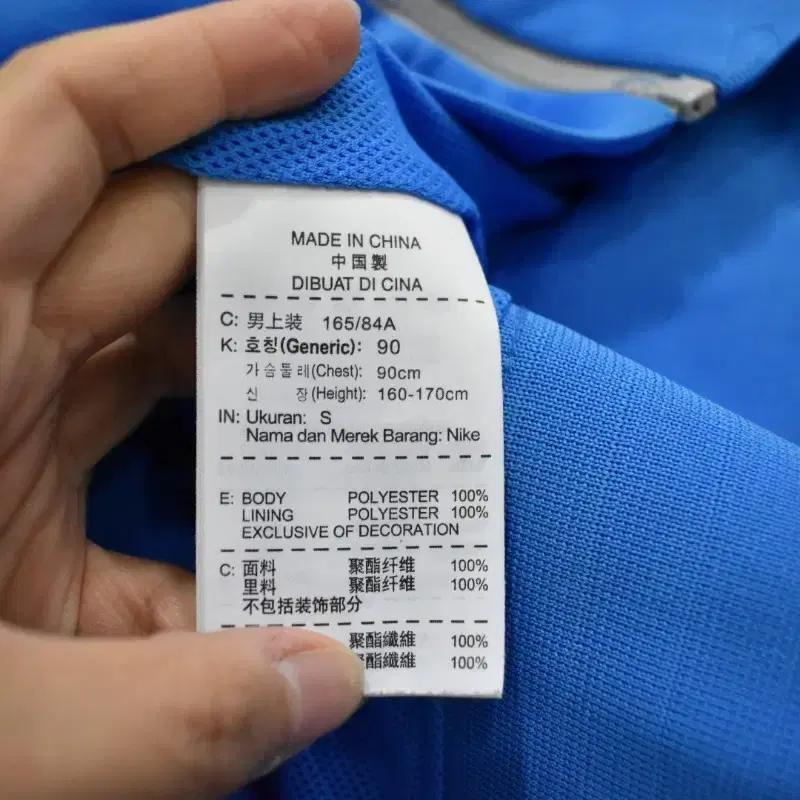 MADE IN CHINA
中国製
DIBUAT DI CINA
C: 男上装 165/84A
K: 호칭(Generic): 90
가슴둘레(Chest): 90cm
신 장(Height): 160-170cm
IN: Ukuran: S
Nama dan Merek Barang: Nike
E: BODY POLYESTER 100%
LINING POLYESTER 100%
EXCLUSIVE OF DECORATION
C: 面料 聚酯纤维 100%
里料 聚酯纤维 100%
不包括装饰部分
聚酯纖維 100%
酯纖維 100%